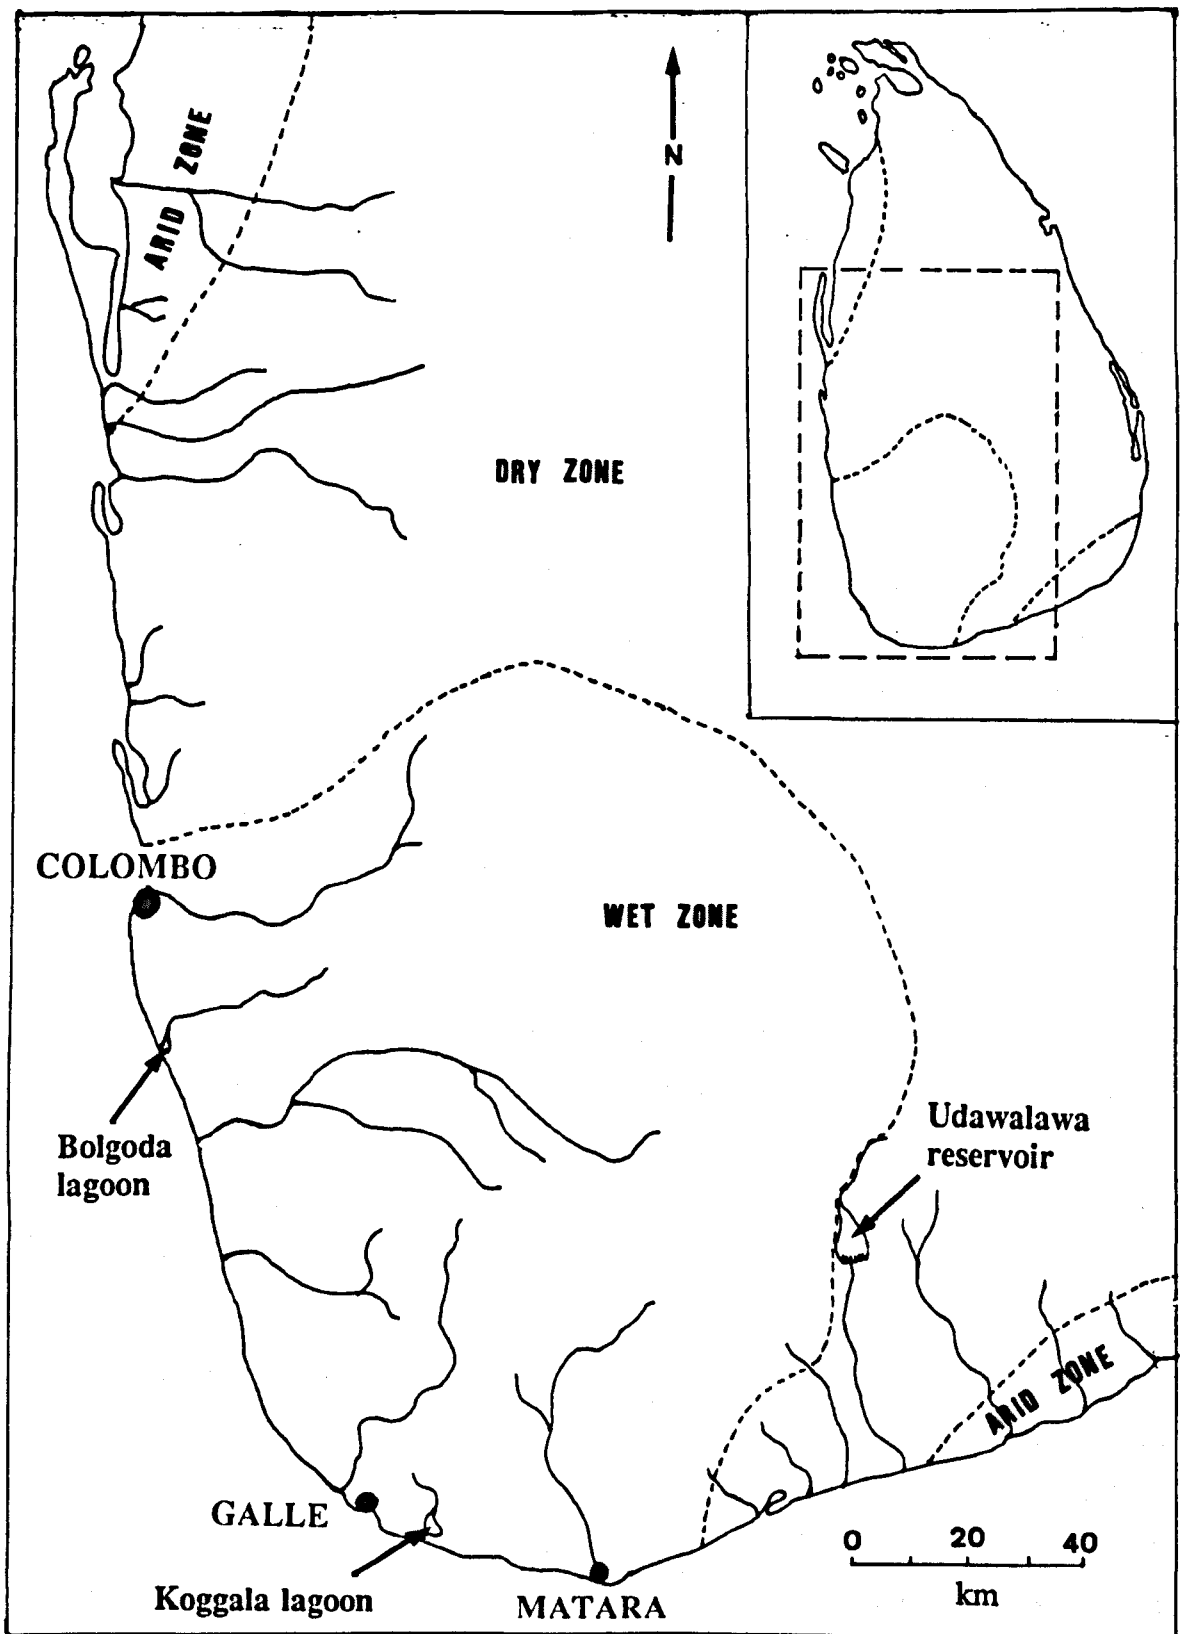 ARID ZONE
N
DRY ZONE
COLOMBO
WET ZONE
Bolgoda
lagoon
Udawalawa
reservoir
ARID ZONE
GALLE
Koggala lagoon
MATARA
0 20 40
km